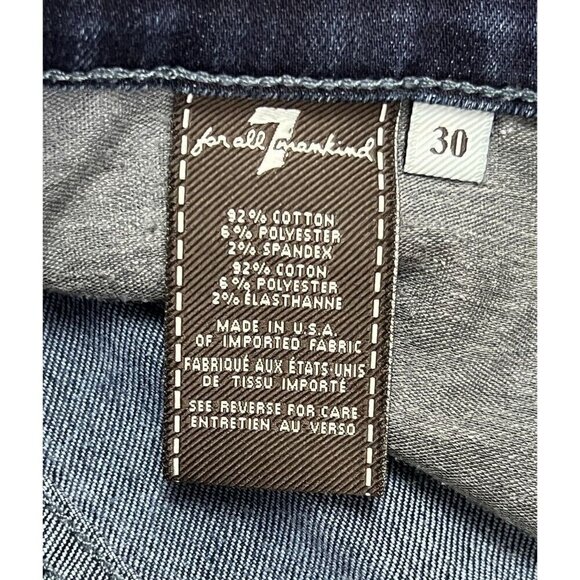 7
for all mankind
30
92% COTTON
6% POLYESTER
2% SPANDEX
92% COTON
6% POLYESTER
2% ÉLASTHANNE
MADE IN U.S.A.
OF IMPORTED FABRIC
FABRIQUÉ AUX ÉTATS-UNIS
DE TISSU IMPORTÉ
SEE REVERSE FOR CARE
ENTRETIEN AU VERSO